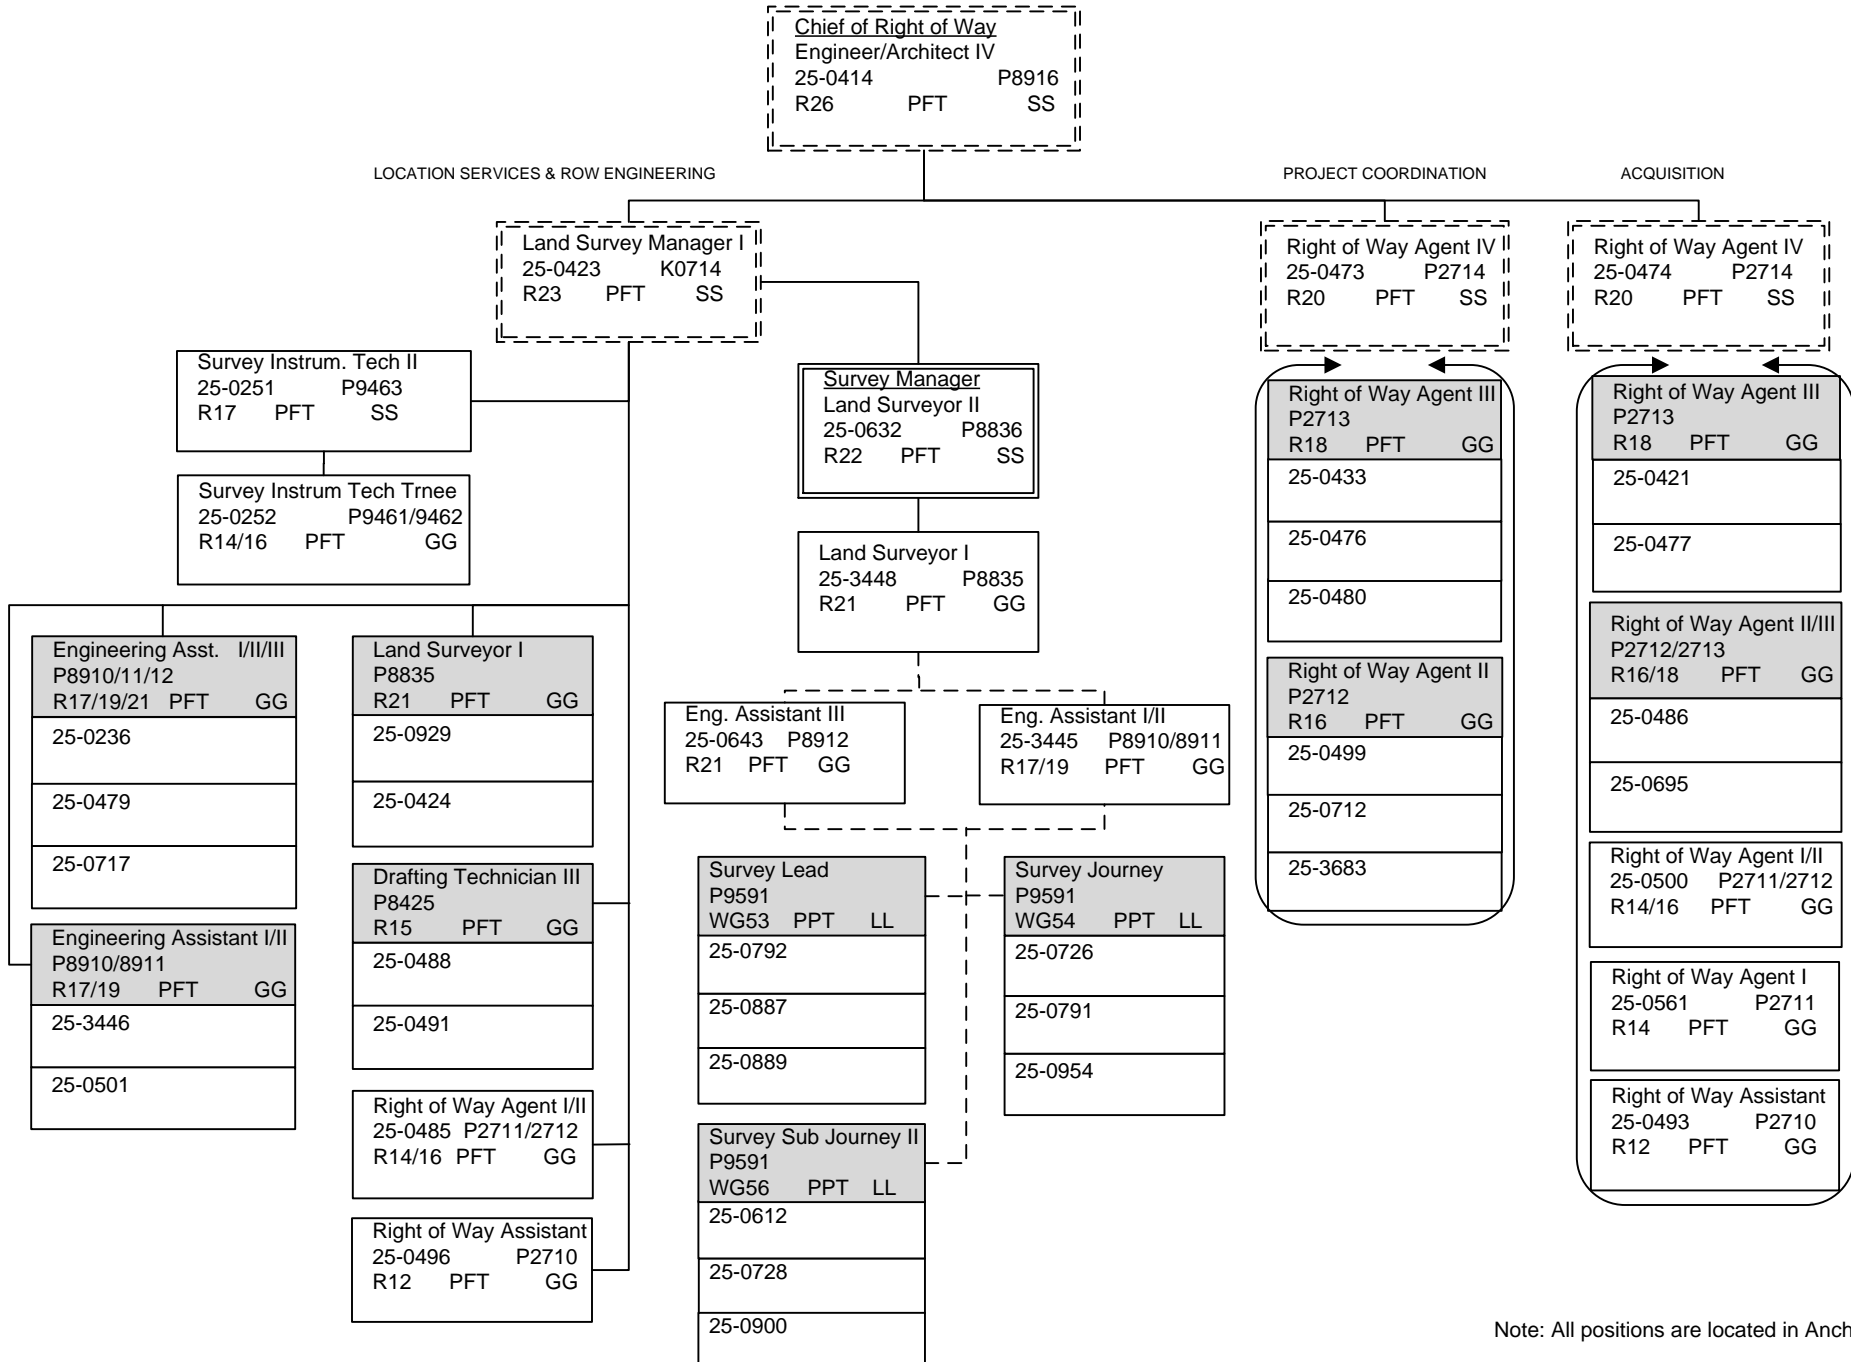 Chief of Right of Way
Engineer/Architect IV
25-0414 P8916
R26 PFT SS
LOCATION SERVICES & ROW ENGINEERING
PROJECT COORDINATION
ACQUISITION
Land Survey Manager I
25-0423 K0714
R23 PFT SS
Right of Way Agent IV
25-0473 P2714
R20 PFT SS
Right of Way Agent IV
25-0474 P2714
R20 PFT SS
Survey Instrum. Tech II
25-0251 P9463
R17 PFT SS
Survey Instrum Tech Trnee
25-0252 P9461/9462
R14/16 PFT GG
Engineering Asst. I/II/III
P8910/11/12
R17/19/21 PFT GG
25-0236
25-0479
25-0717
Engineering Assistant I/II
P8910/8911
R17/19 PFT GG
25-3446
25-0501
Land Surveyor I
P8835
R21 PFT GG
25-0929
25-0424
Drafting Technician III
P8425
R15 PFT GG
25-0488
25-0491
Right of Way Agent I/II
25-0485 P2711/2712
R14/16 PFT GG
Right of Way Assistant
25-0496 P2710
R12 PFT GG
Survey Manager
Land Surveyor II
25-0632 P8836
R22 PFT SS
Land Surveyor I
25-3448 P8835
R21 PFT GG
Eng. Assistant III
25-0643 P8912
R21 PFT GG
Eng. Assistant I/II
25-3445 P8910/8911
R17/19 PFT GG
Survey Lead
P9591
WG53 PPT LL
25-0792
25-0887
25-0889
Survey Journey
P9591
WG54 PPT LL
25-0726
25-0791
25-0954
Survey Sub Journey II
P9591
WG56 PPT LL
25-0612
25-0728
25-0900
Right of Way Agent III
P2713
R18 PFT GG
25-0433
25-0476
25-0480
Right of Way Agent II
P2712
R16 PFT GG
25-0499
25-0712
25-3683
Right of Way Agent III
P2713
R18 PFT GG
25-0421
25-0477
Right of Way Agent II/III
P2712/2713
R16/18 PFT GG
25-0486
25-0695
Right of Way Agent I/II
25-0500 P2711/2712
R14/16 PFT GG
Right of Way Agent I
25-0561 P2711
R14 PFT GG
Right of Way Assistant
25-0493 P2710
R12 PFT GG
Note: All positions are located in Anch